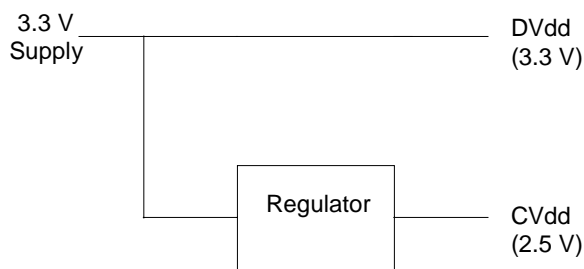 3.3 V
Supply
DVdd
(3.3 V)
Regulator
CVdd
(2.5 V)